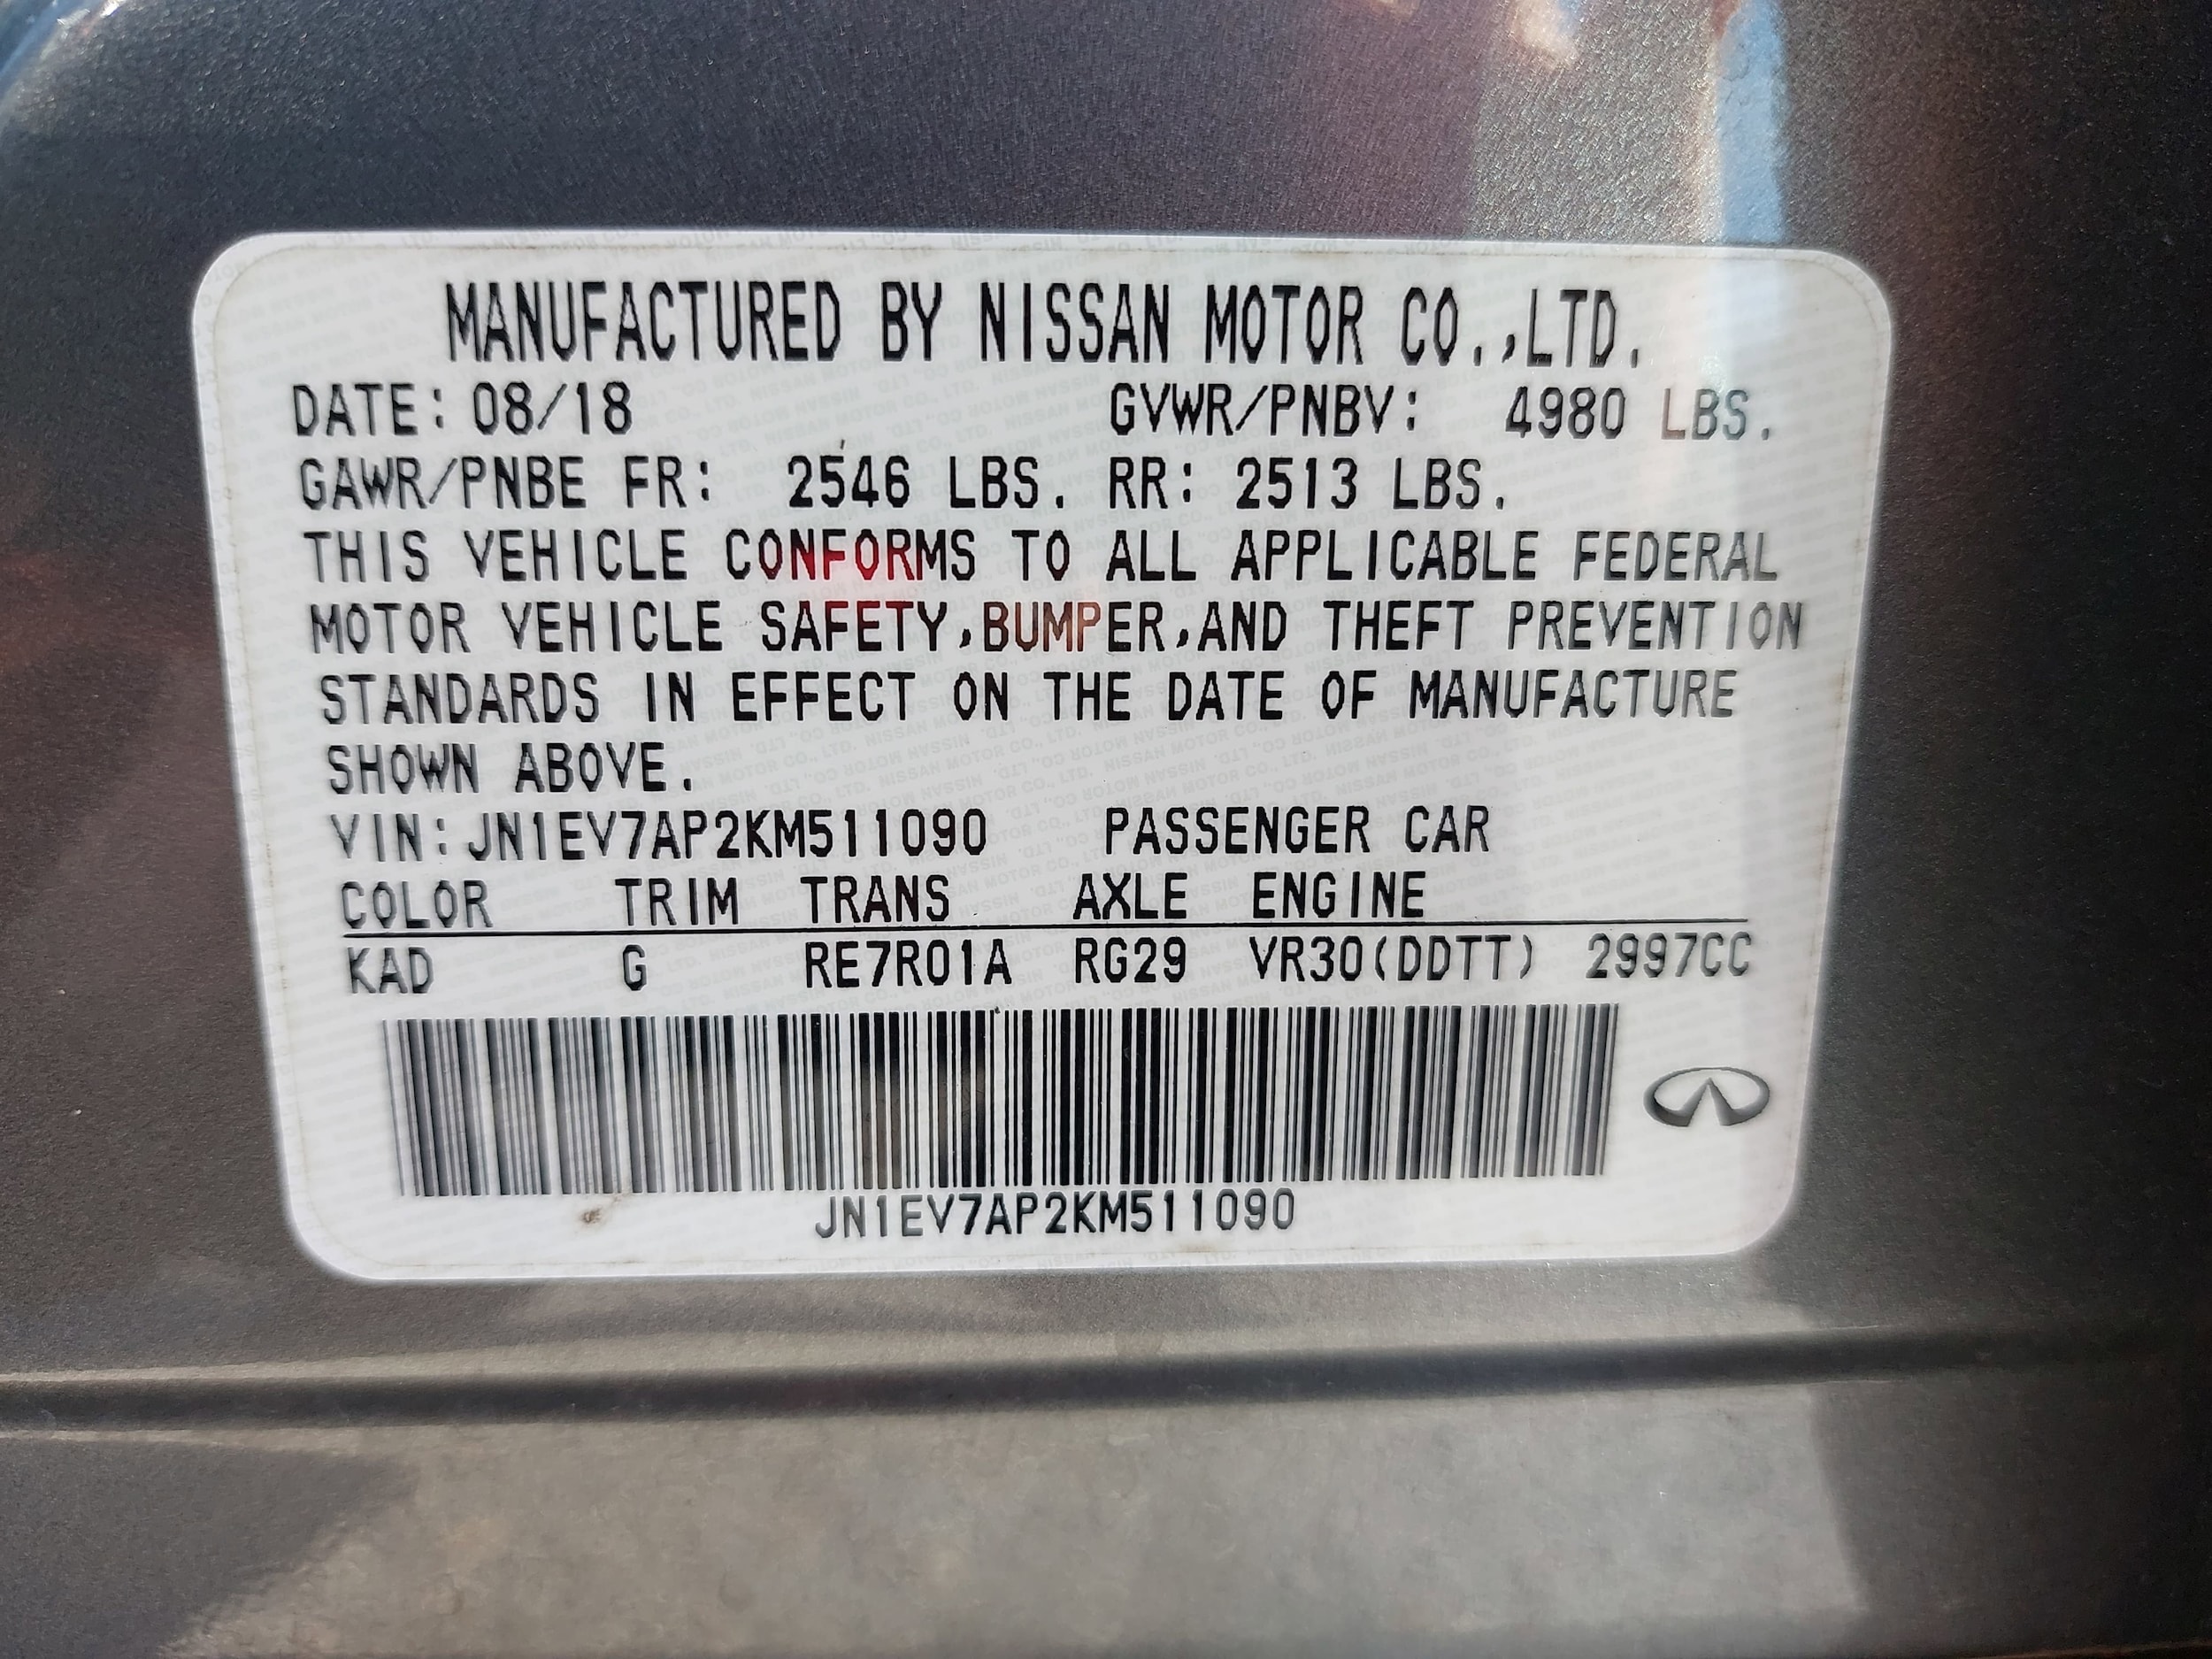 MANUFACTURED BY NISSAN MOTOR CO.,LTD.
DATE: 08/18 GVWR/PNBV: 4980 LBS.
GAWR/PNBE FR: 2546 LBS. RR: 2513 LBS.
THIS VEHICLE CONFORMS TO ALL APPLICABLE FEDERAL
MOTOR VEHICLE SAFETY,BUMPER,AND THEFT PREVENTION
STANDARDS IN EFFECT ON THE DATE OF MANUFACTURE
SHOWN ABOVE.
VIN:JN1EV7AP2KM511090 PASSENGER CAR
COLOR TRIM TRANS AXLE ENGINE
KAD G RE7R01A RG29 VR30(DDTT) 2997CC
JN1EV7AP2KM511090